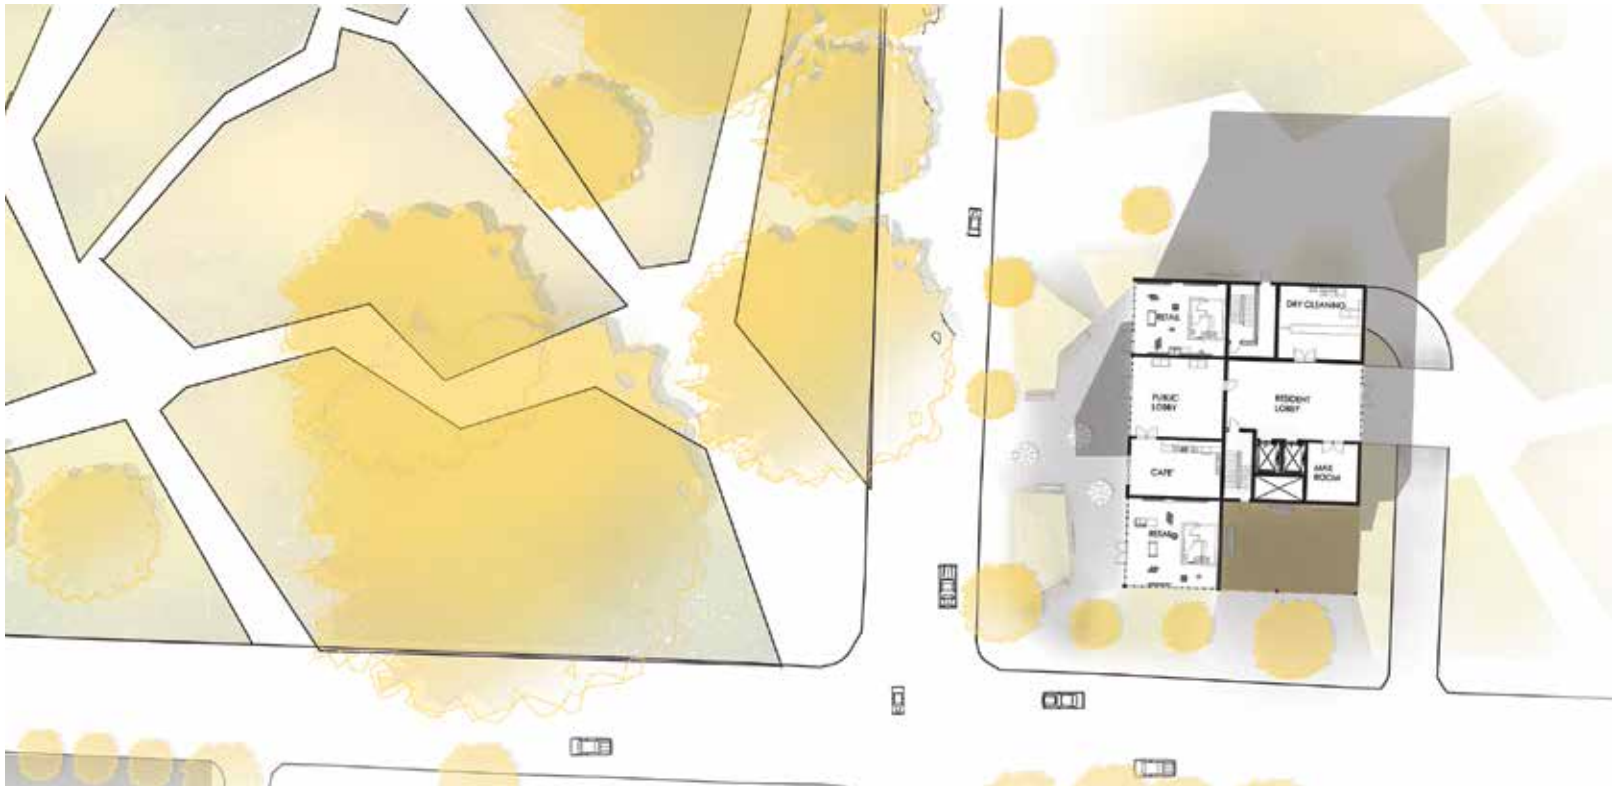 DRY CLEANING
RETAIL
PUBLIC
LOBBY
RESIDENT
LOBBY
CAFE'
MAIL
ROOM
RETAIL